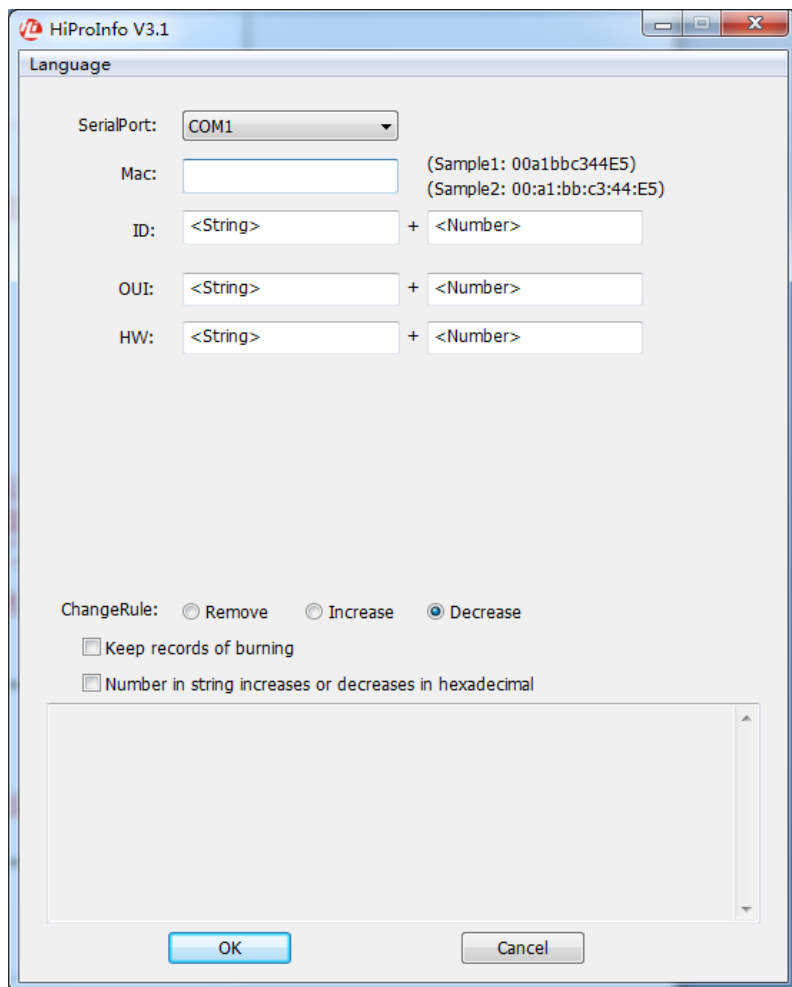 HiProInfo V3.1
Language
SerialPort: COM1
Mac: (Sample1: 00a1bbc344E5)
(Sample2: 00:a1:bb:c3:44:E5)
ID: <String> + <Number>
OUI: <String> + <Number>
HW: <String> + <Number>
ChangeRule: Remove Increase Decrease
Keep records of burning
Number in string increases or decreases in hexadecimal
OK Cancel